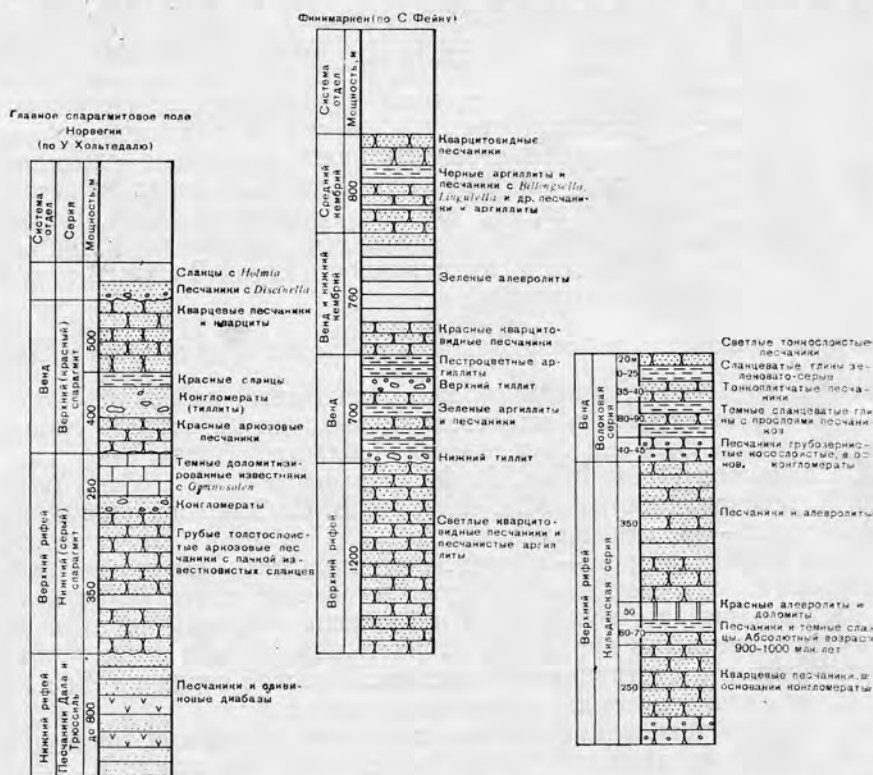 Финимарнен (по С Фейну)
Система
отдел
Мощность, м
Средний
кембрий
800
Венд и нижний
кембрий
760
Венд
700
Верхний рифей
1200
Кварцитовидные
песчаники
Черные аргиллиты и
песчаники с Billingsella,
Lingulella и др. песчани-
ки и аргиллиты
Зеленые алевролиты
Красные кварцито-
видные песчаники
Пестроцветные ар-
гиллиты
Верхний тиллит
Зеленые аргиллиты
и песчаники
Нижний тиллит
Светлые кварцито-
видные песчаники и
песчанистые аргил
литы
Главное спарагмитовое поле
Норвегии
(по У Хольтедалю)
Система
отдел
Серия
Мощность, м
Венд
Верхний (красный)
спарагмит
500
400
Верхний рифей
Нижний (серый)
спарагмит
250
350
Нижний рифей
Песчаники Дала и
Трюссиль
до 800
Сланцы с Holmia
Песчаники с Discinella
Кварцевые песчаники
и кварциты
Красные сланцы
Конгломераты
(тиллиты)
Красные аркозовые
песчаники
Темные доломитизи-
рованные известняки
с Gymnosolen
Конгломераты
Грубые толстослоис-
тые аркозовые пес
чаники с пачкой из-
вестковистых сланцев
Песчаники и оливи-
новые диабазы
Венд
Волоковая
серия
20м
0-25
35-40
80-90
40-45
Верхний рифей
Кильдинская серия
350
50
60-70
250
Светлые тонкослоистые
песчаники
Сланцеватые глины зе-
леновато-серые
Тонкоплитчатые песча-
ники
Темные сланцеватые гли
ны с прослоями песчани
ков
Песчаники грубозернис-
тые косослоистые, в ос
нов. конгломераты
Песчаники и алевролиты
Красные алевролиты и
доломиты
Песчаники и темные слан
цы. Абсолютный возраст
900-1000 млн. лет
Кварцевые песчаники, в
основании конгломераты